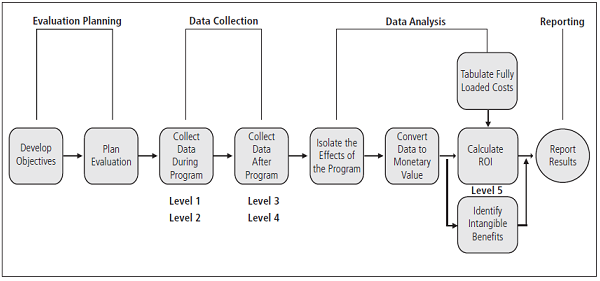 Evaluation Planning
Data Collection
Data Analysis
Reporting
Tabulate Fully
Loaded Costs
Develop
Objectives
Plan
Evaluation
Collect
Data
During
Program
Collect
Data
After
Program
Isolate the
Effects of
the Program
Convert
Data to
Monetary
Value
Calculate
ROI
Report
Results
Level 1
Level 2
Level 3
Level 4
Level 5
Identify
Intangible
Benefits